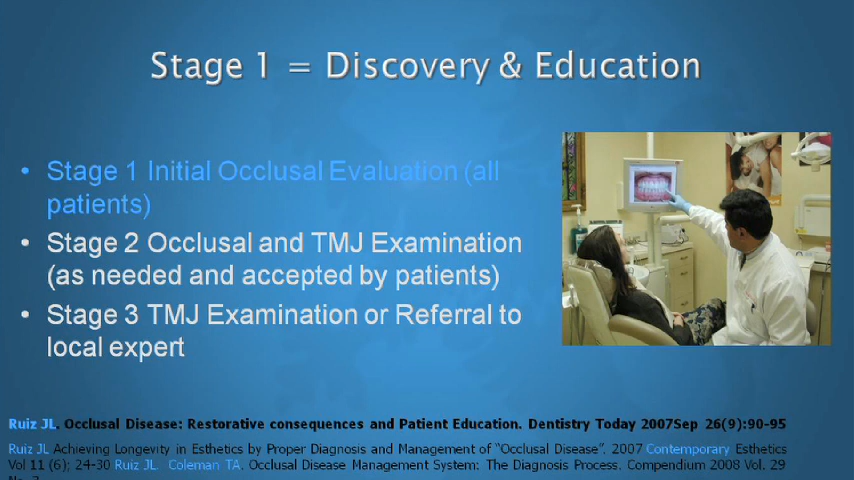 Stage 1 = Discovery & Education
• Stage 1 Initial Occlusal Evaluation (all
patients)
• Stage 2 Occlusal and TMJ Examination
(as needed and accepted by patients)
• Stage 3 TMJ Examination or Referral to
local expert
Ruiz JL. Occlusal Disease: Restorative consequences and Patient Education. Dentistry Today 2007Sep 26(9):90-95
Ruiz JL Achieving Longevity in Esthetics by Proper Diagnosis and Management of “Occlusal Disease”. 2007 Contemporary Esthetics
Vol 11 (6); 24-30 Ruiz JL. Coleman TA. Occlusal Disease Management System: The Diagnosis Process. Compendium 2008 Vol. 29